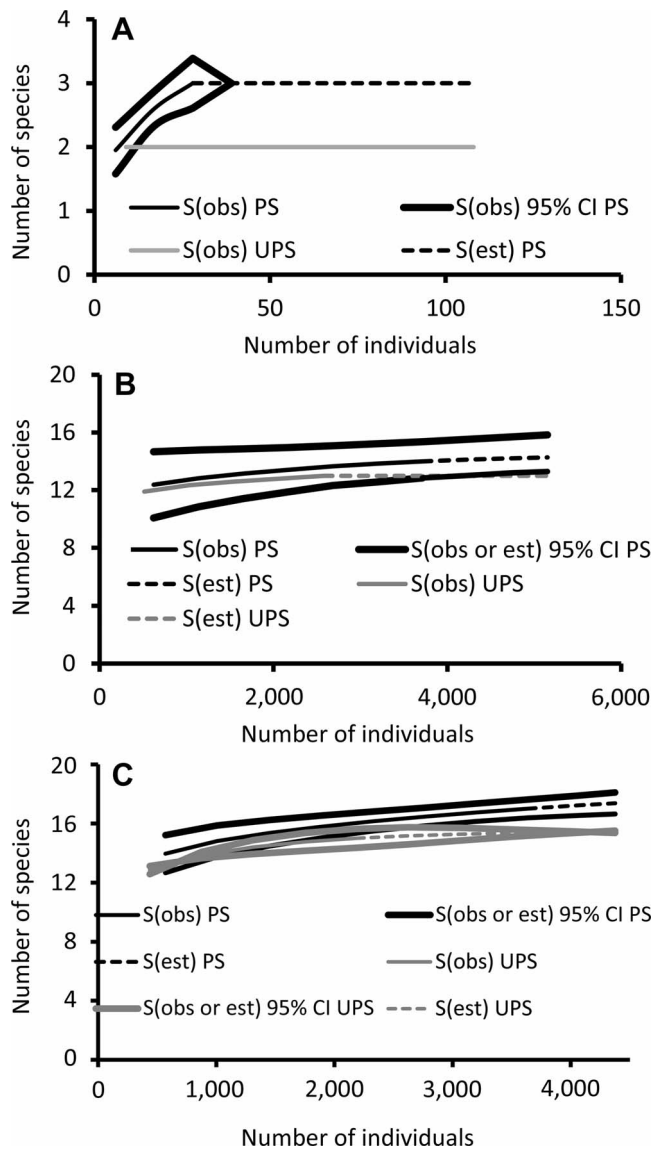 A
4
3
2
1
0
Number of species
S(obs) PS
S(obs) 95% CI PS
S(obs) UPS
S(est) PS
0 50 100 150
Number of individuals
B
20
16
12
8
4
0
Number of species
S(obs) PS
S(obs or est) 95% CI PS
S(est) PS
S(obs) UPS
S(est) UPS
0 2,000 4,000 6,000
Number of individuals
C
20
16
12
8
4
0
Number of species
S(obs) PS
S(obs or est) 95% CI PS
S(est) PS
S(obs) UPS
S(obs or est) 95% CI UPS
S(est) UPS
0 1,000 2,000 3,000 4,000
Number of individuals